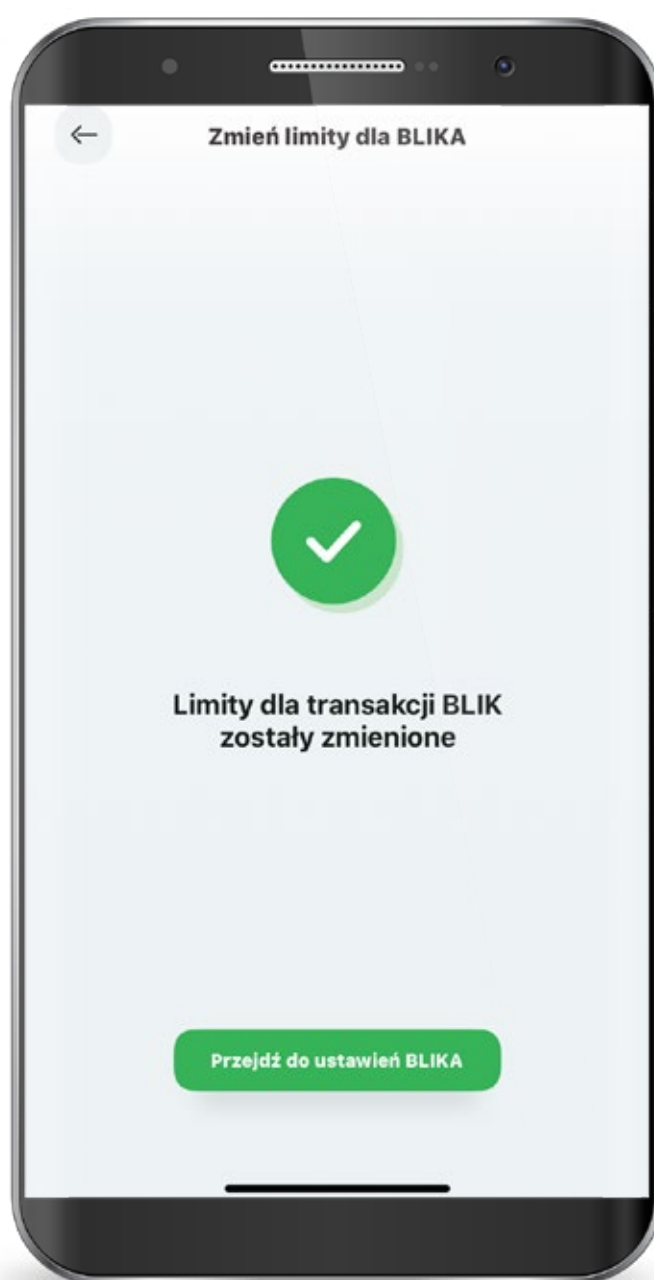 Zmień limity dla BLIKA
Limity dla transakcji BLIK
zostały zmienione
Przejdź do ustawień BLIKA